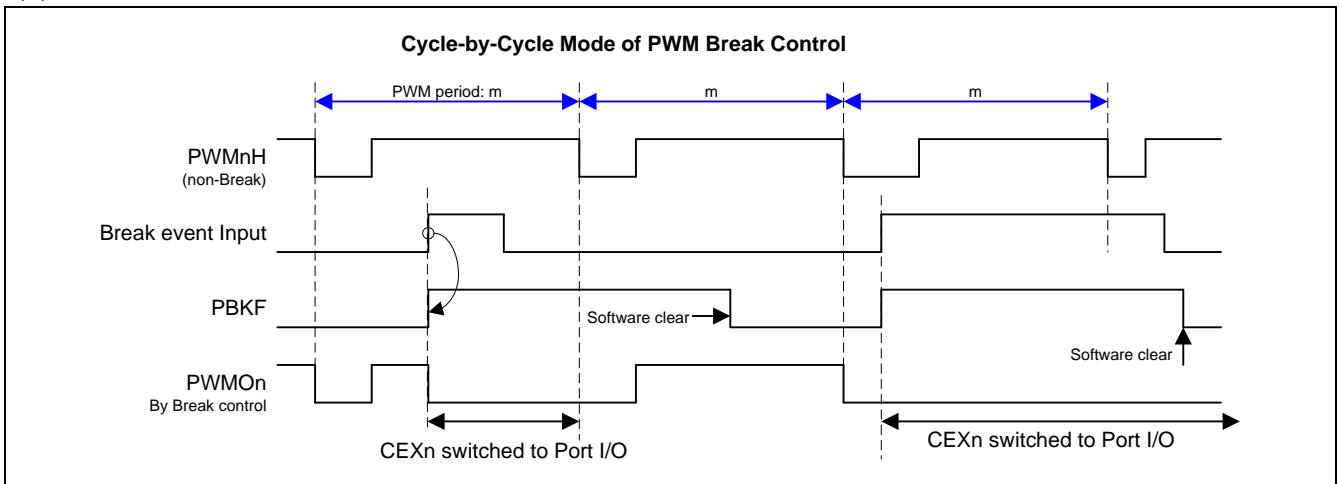 Cycle-by-Cycle Mode of PWM Break Control
PWM period: m
m
m
PWMnH
(non-Break)
Break event Input
PBKF
Software clear
Software clear
PWMOn
By Break control
CEXn switched to Port I/O
CEXn switched to Port I/O